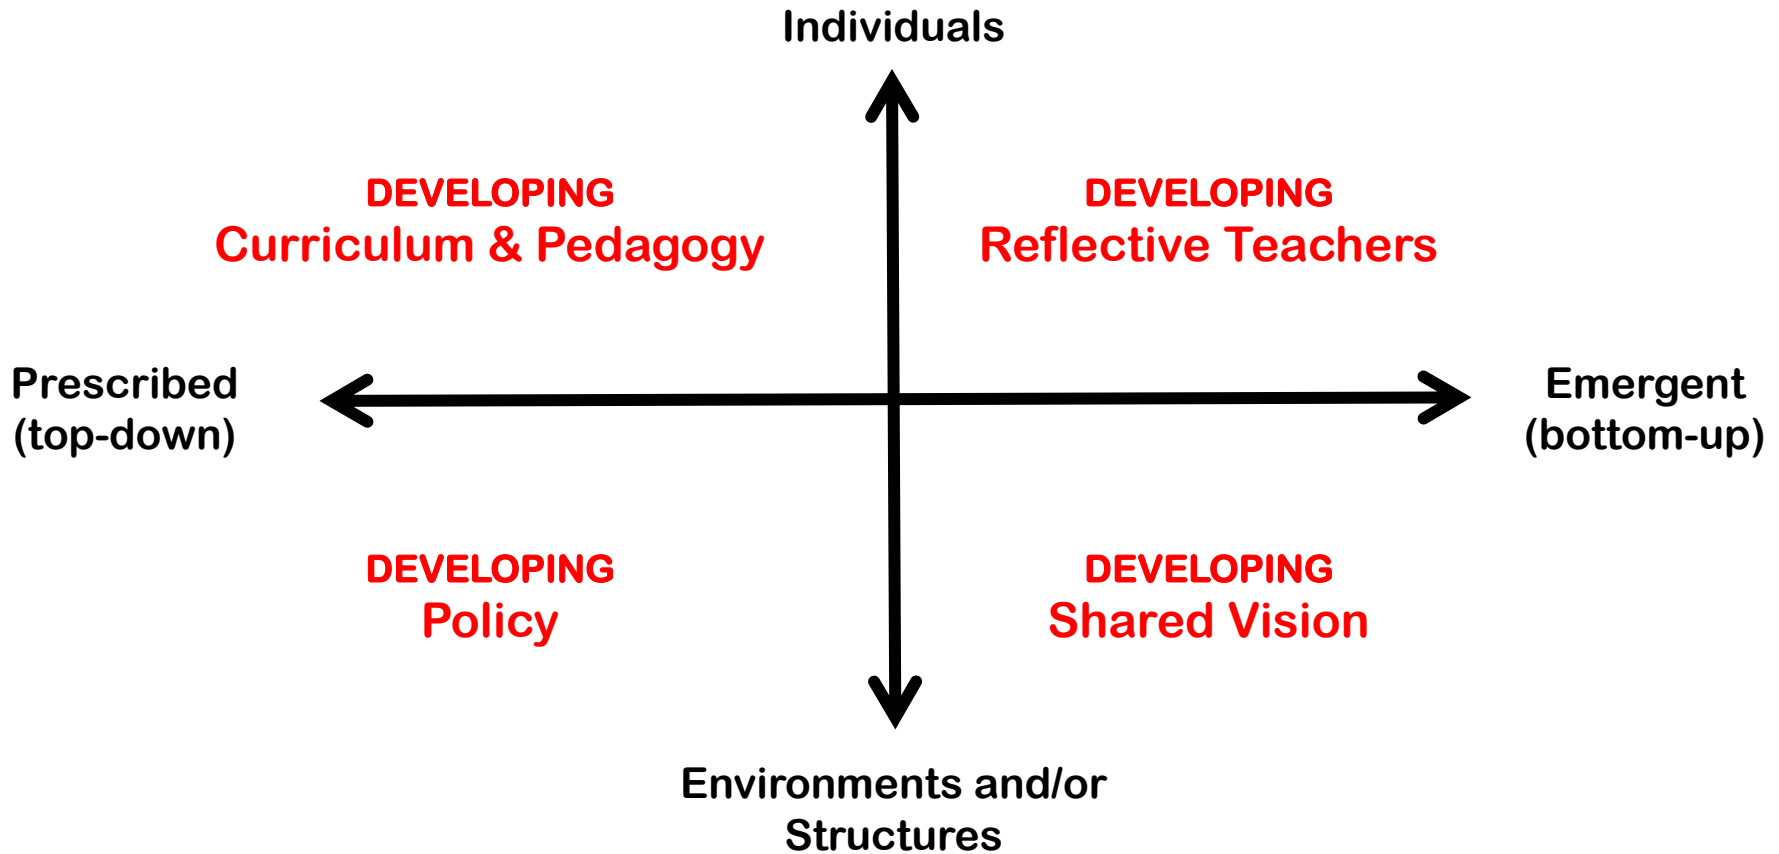 Individuals
DEVELOPING
Curriculum & Pedagogy
DEVELOPING
Reflective Teachers
Prescribed
(top-down)
Emergent
(bottom-up)
DEVELOPING
Policy
DEVELOPING
Shared Vision
Environments and/or
Structures